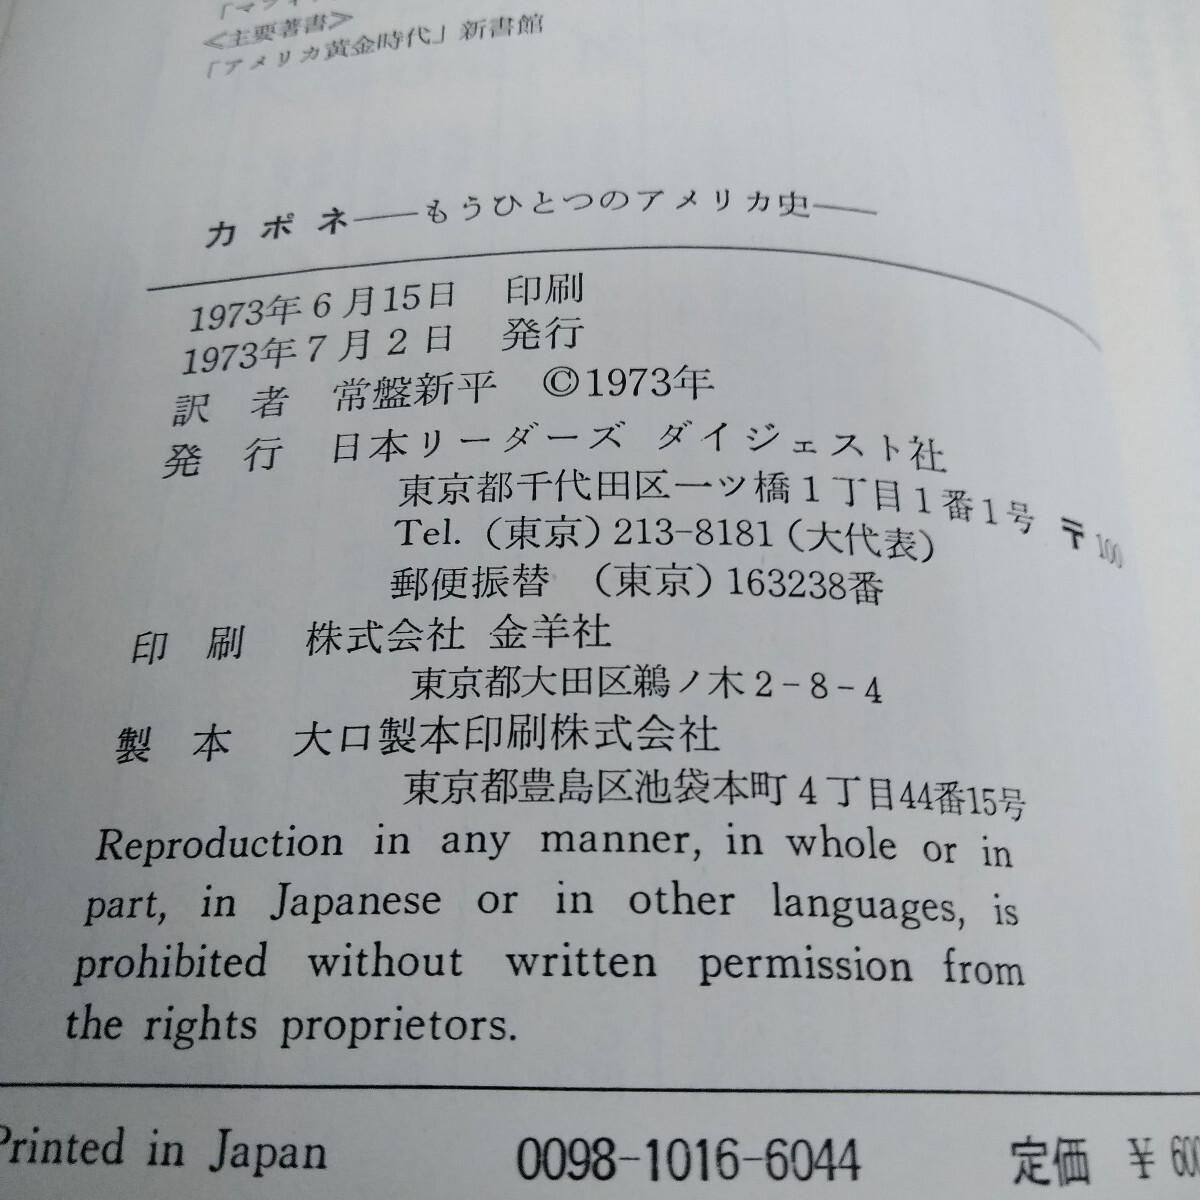 ＜主要著書＞
「アメリカ黄金時代」新書館
カポネ――もうひとつのアメリカ史――
1973年6月15日 印刷
1973年7月2日 発行
訳者 常盤新平 ©1973年
発行 日本リーダーズ ダイジェスト社
東京都千代田区一ツ橋1丁目1番1号 〒100
Tel.（東京）213-8181（大代表）
郵便振替 （東京）163238番
印刷 株式会社 金羊社
東京都大田区鵜ノ木2-8-4
製本 大口製本印刷株式会社
東京都豊島区池袋本町4丁目44番15号
Reproduction in any manner, in whole or in
part, in Japanese or in other languages, is
prohibited without written permission from
the rights proprietors.
Printed in Japan 0098-1016-6044 定価 ¥600